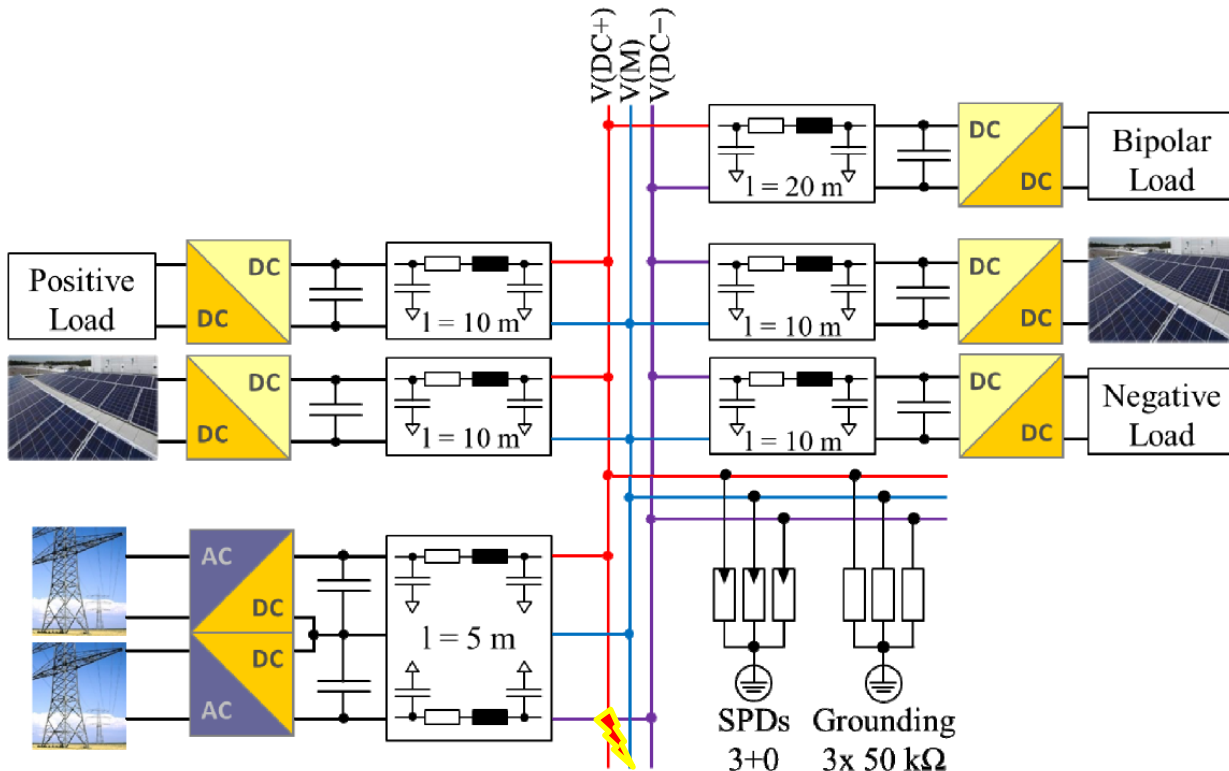 V(DC+)
V(M)
V(DC−)
DC
DC
Bipolar
Load
l = 20 m
Positive
Load
DC
DC
l = 10 m
l = 10 m
DC
DC
DC
DC
l = 10 m
l = 10 m
DC
DC
Negative
Load
AC
DC
DC
AC
l = 5 m
SPDs
3+0
Grounding
3x 50 kΩ